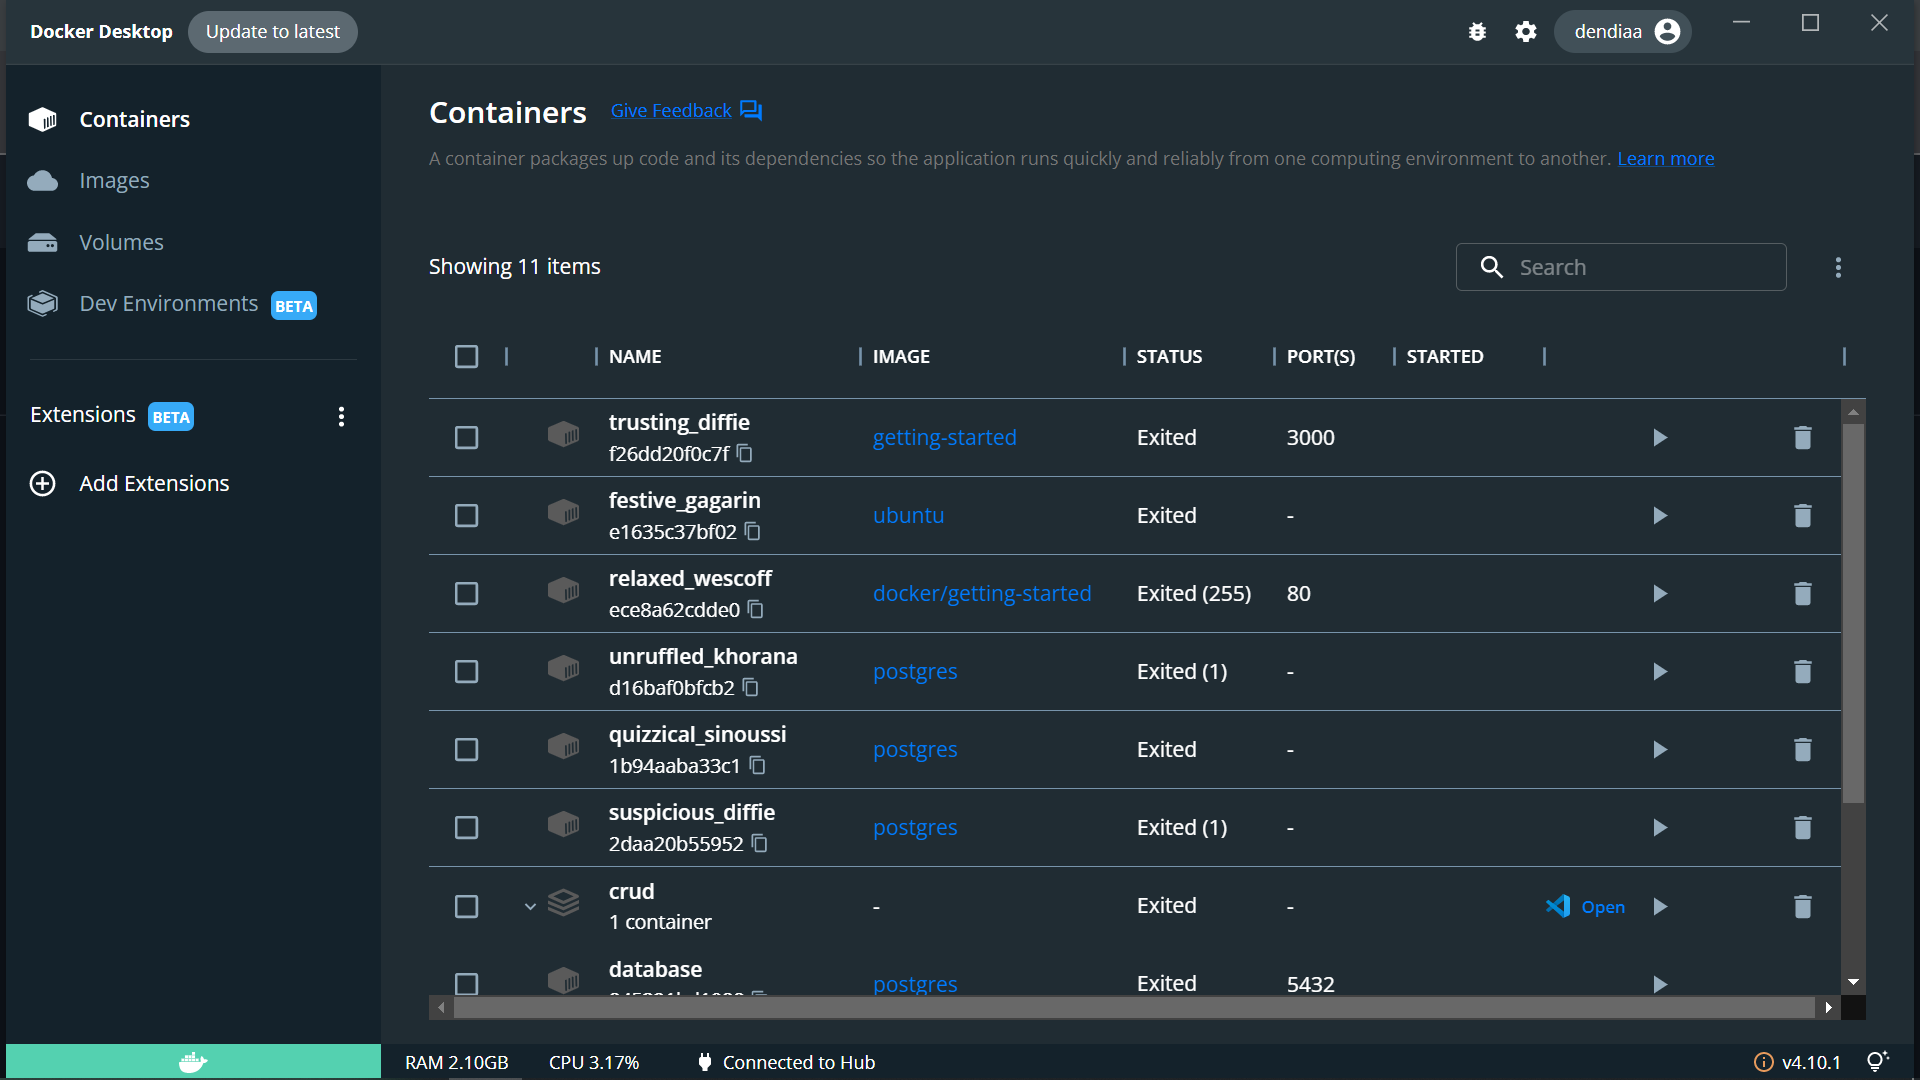 Docker Desktop Update to latest dendiaa
Containers
Images
Volumes
Dev Environments BETA
Extensions BETA
Add Extensions
Containers Give Feedback
A container packages up code and its dependencies so the application runs quickly and reliably from one computing environment to another. Learn more
Showing 11 items Search
NAME IMAGE STATUS PORT(S) STARTED
trusting_diffie
f26dd20f0c7f getting-started Exited 3000
festive_gagarin
e1635c37bf02 ubuntu Exited -
relaxed_wescoff
ece8a62cdde0 docker/getting-started Exited (255) 80
unruffled_khorana
d16baf0bfcb2 postgres Exited (1) -
quizzical_sinoussi
1b94aaba33c1 postgres Exited -
suspicious_diffie
2daa20b55952 postgres Exited (1) -
crud
1 container - Exited - Open
database
postgres Exited 5432
RAM 2.10GB CPU 3.17% Connected to Hub v4.10.1